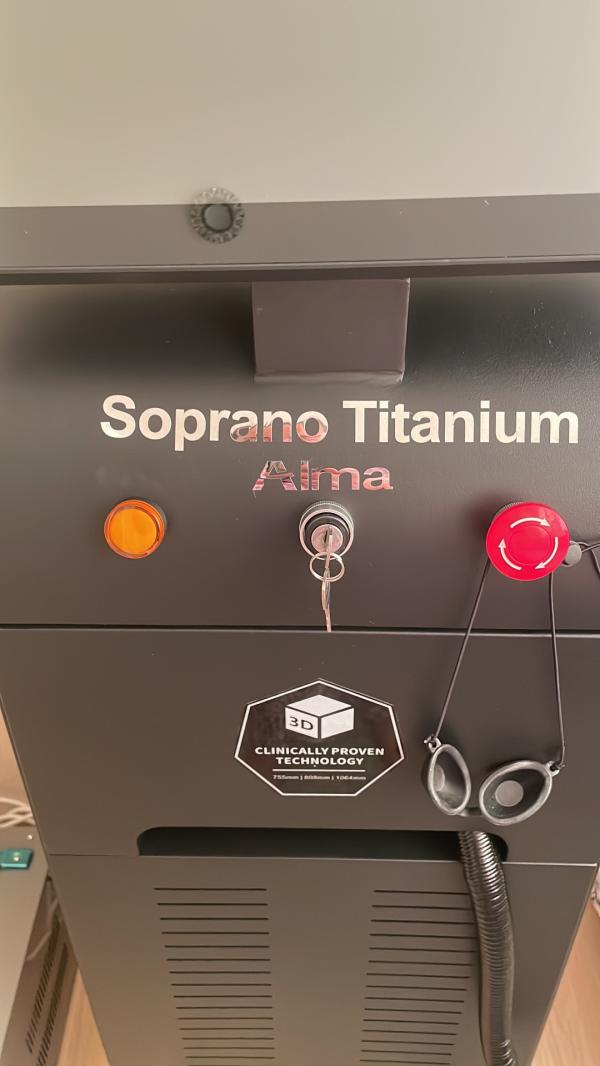 Soprano Titanium
Alma
3D
CLINICALLY PROVEN
TECHNOLOGY
755nm | 808nm | 1064nm